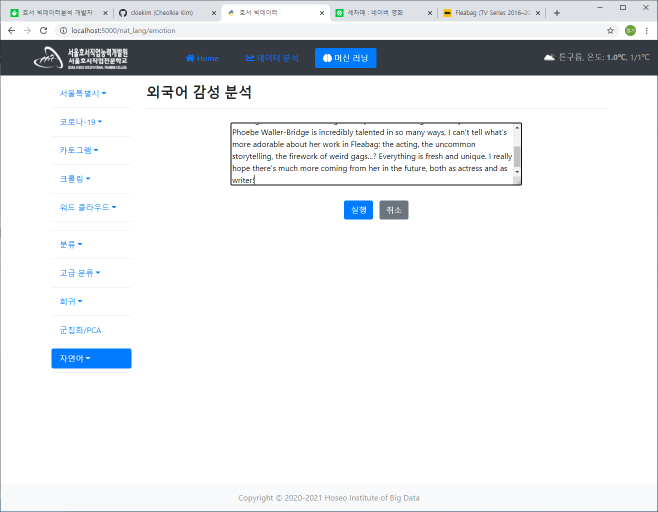 호서 빅데이터분석 개발자
ckiekim (Cheolkie Kim)
호서 빅데이터
세자매 : 네이버 영화
Fleabag (TV Series 2016–20
localhost:5000/nat_lang/emotion
서울호서직업능력개발원
서울호서직업전문학교
Home
데이터 분석
머신 러닝
튼구름, 온도: 1.0℃, 1/1℃
서울특별시
코로나-19
카토그램
크롤링
워드 클라우드
분류
고급 분류
회귀
군집화/PCA
자연어
외국어 감성 분석
Phoebe Waller-Bridge is incredibly talented in so many ways, I can't tell what's
more adorable about her work in Fleabag: the acting, the uncommon
storytelling, the firework of weird gags...? Everything is fresh and unique. I really
hope there's much more coming from her in the future, both as actress and as
writer!
실행
취소
Copyright © 2020-2021 Hoseo Institute of Big Data